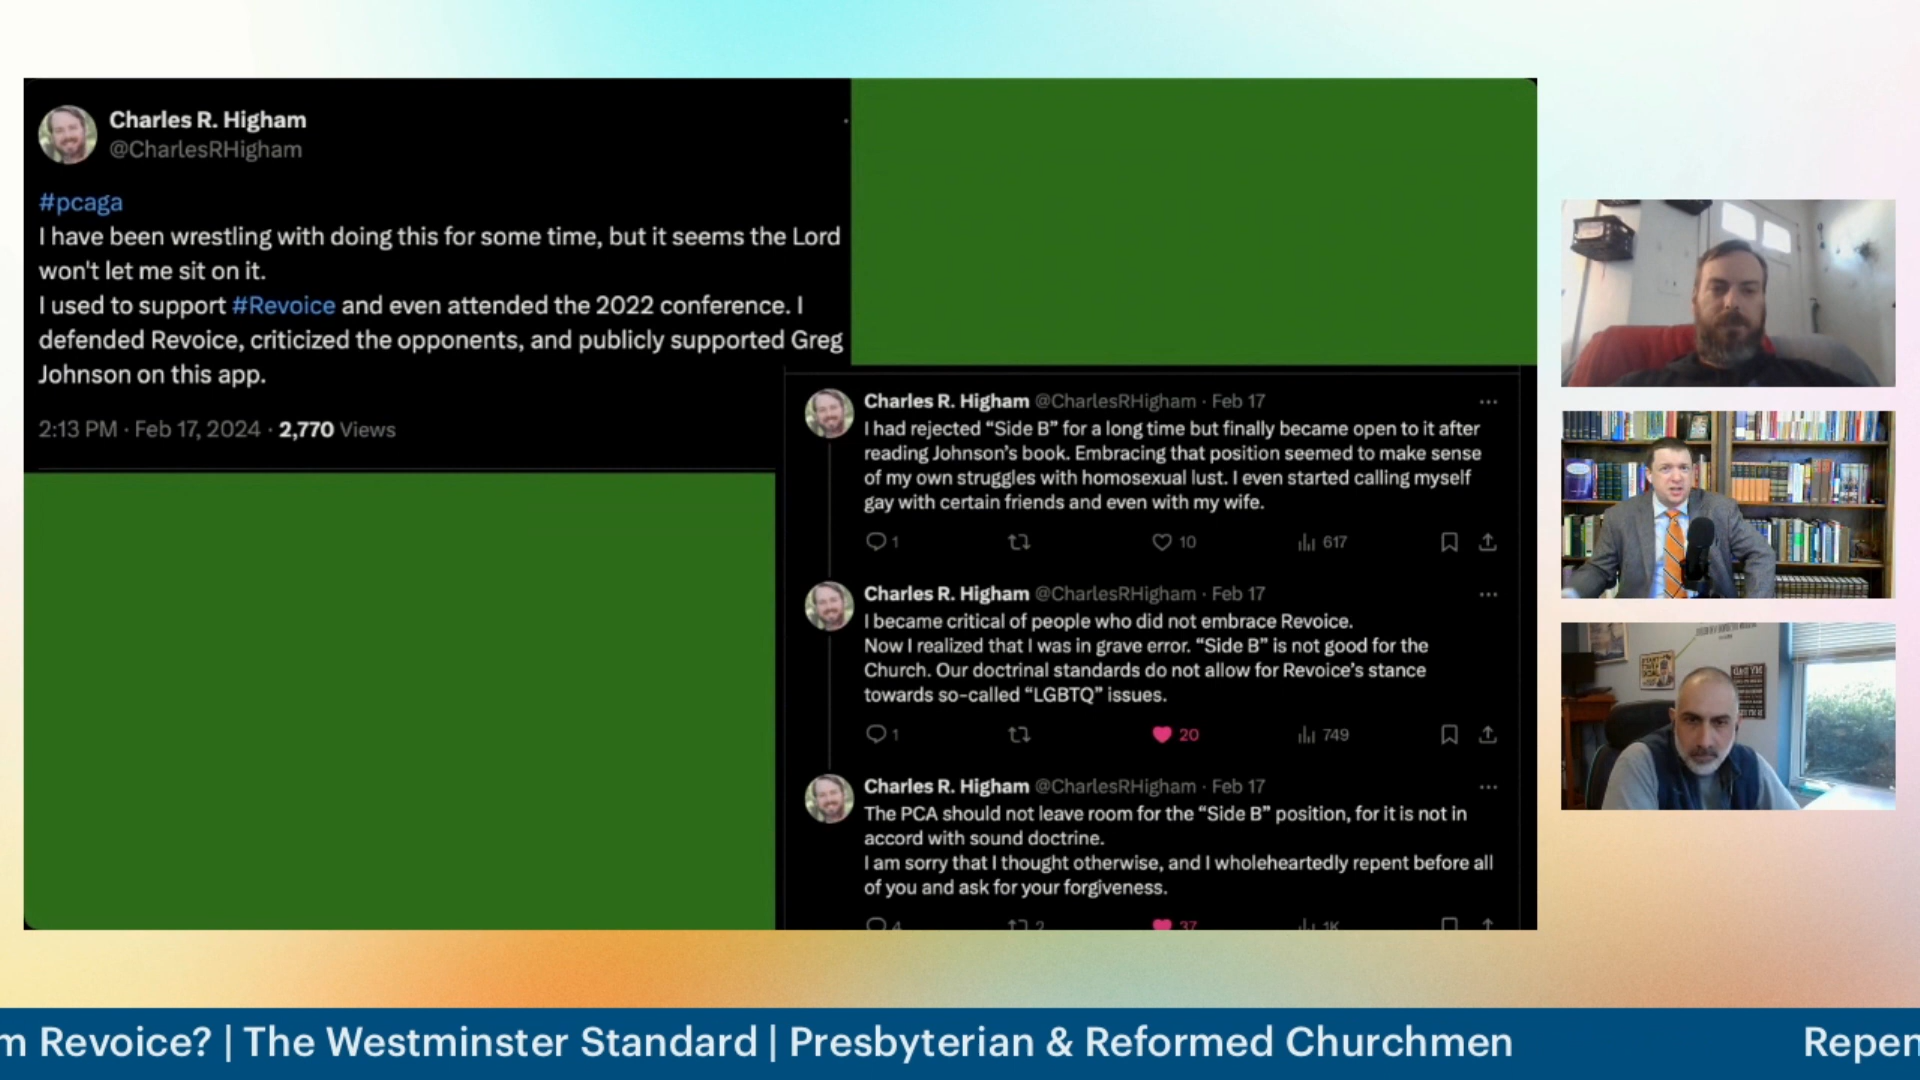 Charles R. Higham
@CharlesRHigham
#pcaga
I have been wrestling with doing this for some time, but it seems the Lord
won't let me sit on it.
I used to support #Revoice and even attended the 2022 conference. I
defended Revoice, criticized the opponents, and publicly supported Greg
Johnson on this app.
2:13 PM · Feb 17, 2024 · 2,770 Views
Charles R. Higham @CharlesRHigham · Feb 17
I had rejected “Side B” for a long time but finally became open to it after
reading Johnson’s book. Embracing that position seemed to make sense
of my own struggles with homosexual lust. I even started calling myself
gay with certain friends and even with my wife.
1 10 617
Charles R. Higham @CharlesRHigham · Feb 17
I became critical of people who did not embrace Revoice.
Now I realized that I was in grave error. “Side B” is not good for the
Church. Our doctrinal standards do not allow for Revoice’s stance
towards so-called “LGBTQ” issues.
1 20 749
Charles R. Higham @CharlesRHigham · Feb 17
The PCA should not leave room for the “Side B” position, for it is not in
accord with sound doctrine.
I am sorry that I thought otherwise, and I wholeheartedly repent before all
of you and ask for your forgiveness.
4 2 37 1K
m Revoice? | The Westminster Standard | Presbyterian & Reformed Churchmen Repen